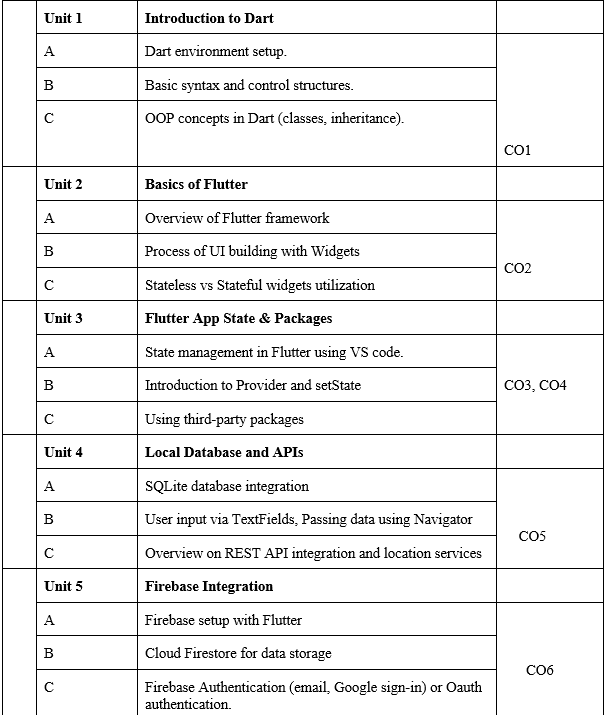 Unit 1 Introduction to Dart
A Dart environment setup.
B Basic syntax and control structures.
C OOP concepts in Dart (classes, inheritance).
CO1
Unit 2 Basics of Flutter
A Overview of Flutter framework
B Process of UI building with Widgets
CO2
C Stateless vs Stateful widgets utilization
Unit 3 Flutter App State & Packages
A State management in Flutter using VS code.
B Introduction to Provider and setState CO3, CO4
C Using third-party packages
Unit 4 Local Database and APIs
A SQLite database integration
B User input via TextFields, Passing data using Navigator
CO5
C Overview on REST API integration and location services
Unit 5 Firebase Integration
A Firebase setup with Flutter
B Cloud Firestore for data storage
CO6
C Firebase Authentication (email, Google sign-in) or Oauth
authentication.